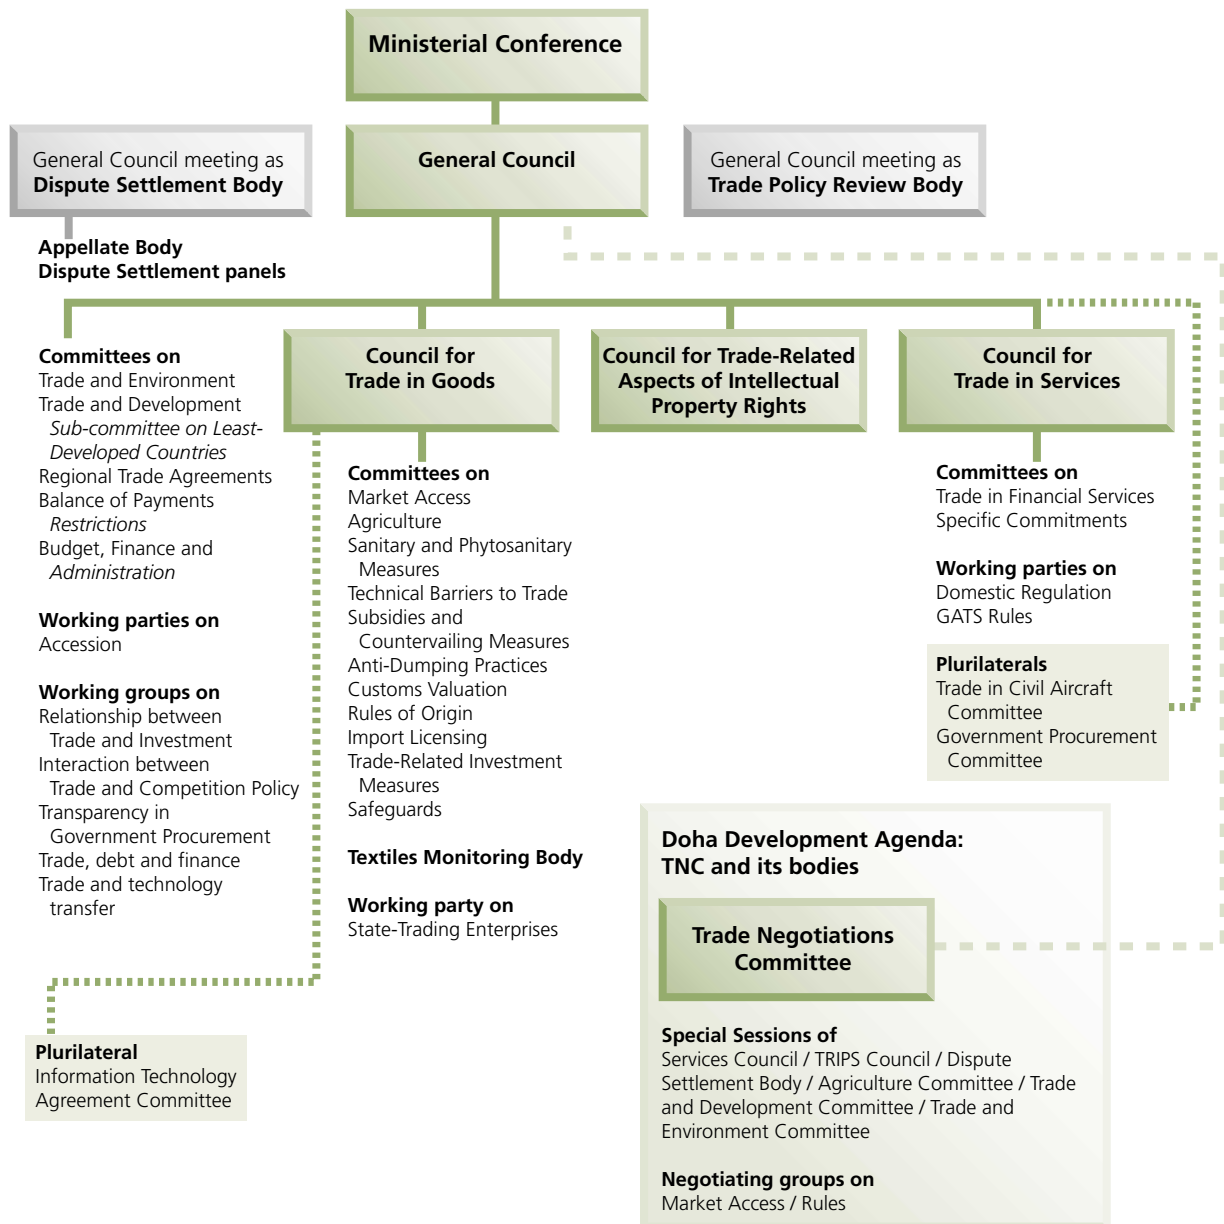 Ministerial Conference
General Council meeting as
Dispute Settlement Body
General Council
General Council meeting as
Trade Policy Review Body
Appellate Body
Dispute Settlement panels
Committees on
Trade and Environment
Trade and Development
Sub-committee on Least-
Developed Countries
Regional Trade Agreements
Balance of Payments
Restrictions
Budget, Finance and
Administration
Working parties on
Accession
Working groups on
Relationship between
Trade and Investment
Interaction between
Trade and Competition Policy
Transparency in
Government Procurement
Trade, debt and finance
Trade and technology
transfer
Plurilateral
Information Technology
Agreement Committee
Council for
Trade in Goods
Committees on
Market Access
Agriculture
Sanitary and Phytosanitary
Measures
Technical Barriers to Trade
Subsidies and
Countervailing Measures
Anti-Dumping Practices
Customs Valuation
Rules of Origin
Import Licensing
Trade-Related Investment
Measures
Safeguards
Textiles Monitoring Body
Working party on
State-Trading Enterprises
Council for Trade-Related
Aspects of Intellectual
Property Rights
Council for
Trade in Services
Committees on
Trade in Financial Services
Specific Commitments
Working parties on
Domestic Regulation
GATS Rules
Plurilaterals
Trade in Civil Aircraft
Committee
Government Procurement
Committee
Doha Development Agenda:
TNC and its bodies
Trade Negotiations
Committee
Special Sessions of
Services Council / TRIPS Council / Dispute
Settlement Body / Agriculture Committee / Trade
and Development Committee / Trade and
Environment Committee
Negotiating groups on
Market Access / Rules